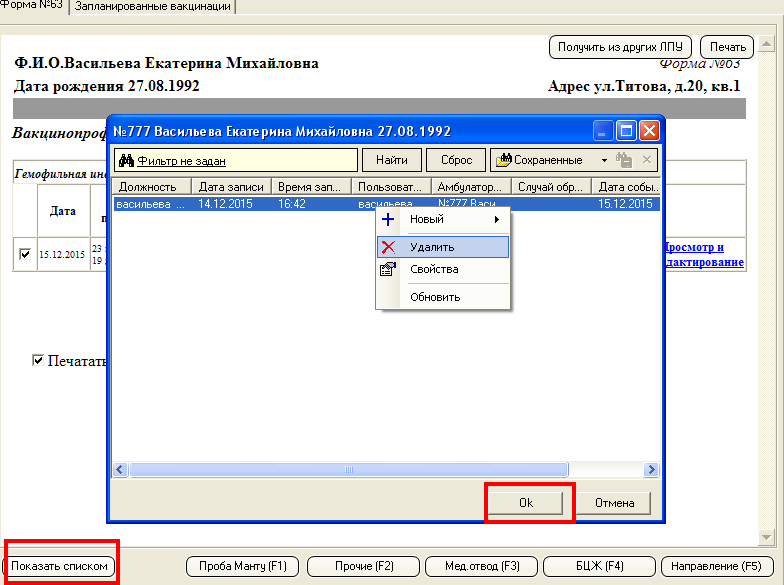 Форма №63 Запланированные вакцинации
Получить из других ЛПУ Печать
Ф.И.О.Васильева Екатерина Михайловна Форма №63
Дата рождения 27.08.1992 Адрес ул.Титова, д.20, кв.1
Вакцинопроф
№777 Васильева Екатерина Михайловна 27.08.1992
Фильтр не задан Найти Сброс Сохраненные
Гемофильная ин
Должность Дата записи Время зап... Пользоват... Амбулатор... Случай обр... Дата собы...
васильева ... 14.12.2015 16:42 васильева №777 Васи 15.12.2015
Дата
Новый
Удалить
Свойства
Обновить
15.12.2015 23
19
Просмотр и
дактирование
Печатать
Ok Отмена
Показать списком Проба Манту (F1) Прочие (F2) Мед.отвод (F3) БЦЖ (F4) Направление (F5)